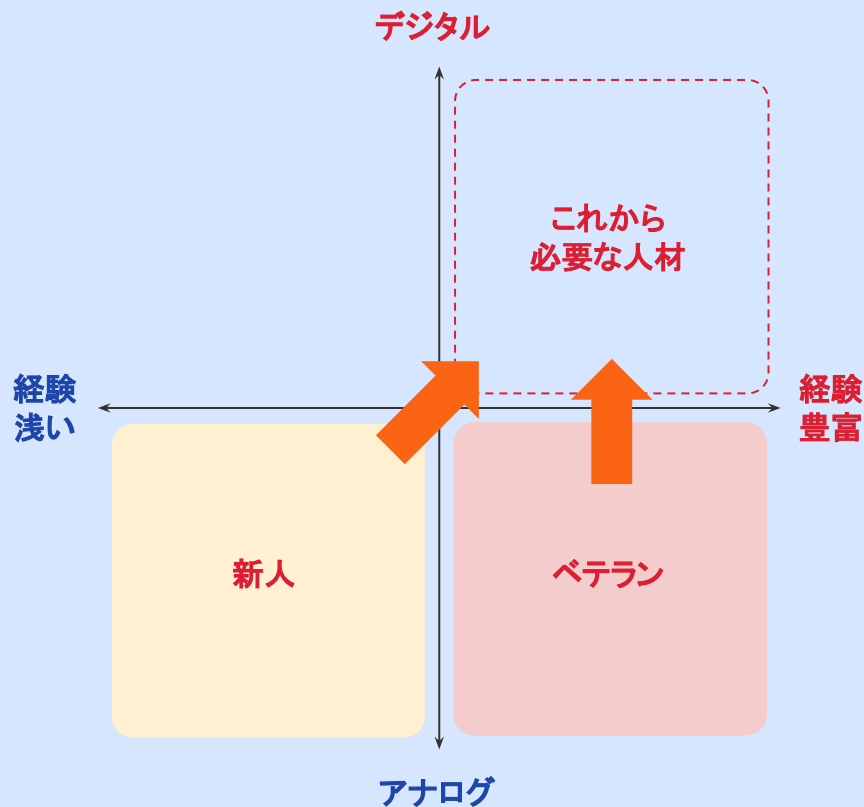 デジタル
これから
必要な人材
経験
浅い
経験
豊富
新人
ベテラン
アナログ